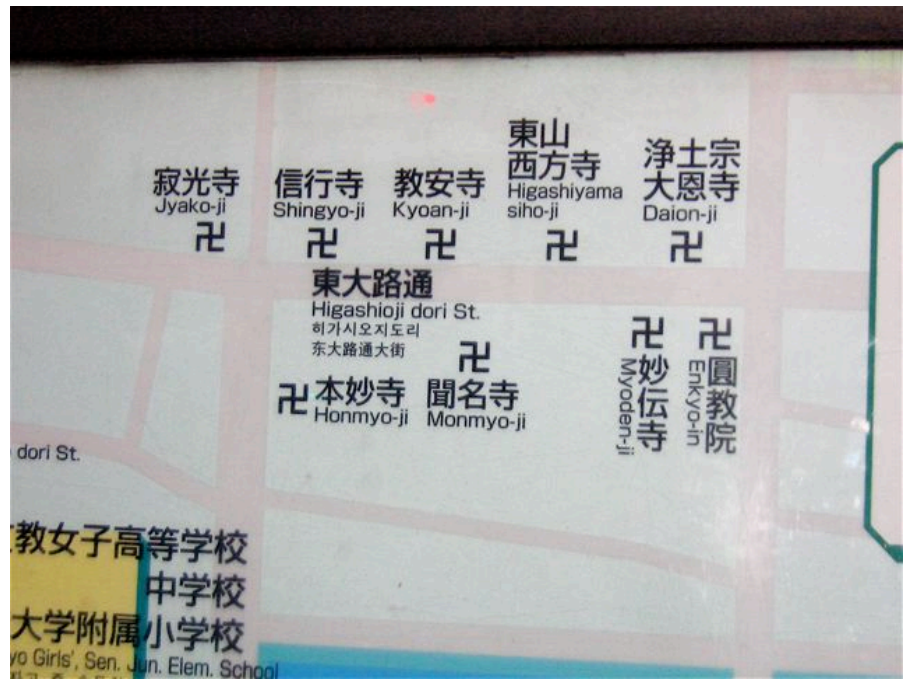 寂光寺
Jyako-ji
卍
信行寺
Shingyo-ji
卍
教安寺
Kyoan-ji
卍
東山
西方寺
Higashiyama
siho-ji
卍
浄土宗
大恩寺
Daion-ji
卍
東大路通
Higashioji dori St.
히가시오지도리
东大路通大街
卍
本妙寺
Honmyo-ji
卍
聞名寺
Monmyo-ji
卍
妙伝寺
Myoden-ji
卍
圓教院
Enkyo-in
dori St.
教女子高等学校
中学校
大学附属小学校
yo Girls', Sen. Jun. Elem. School